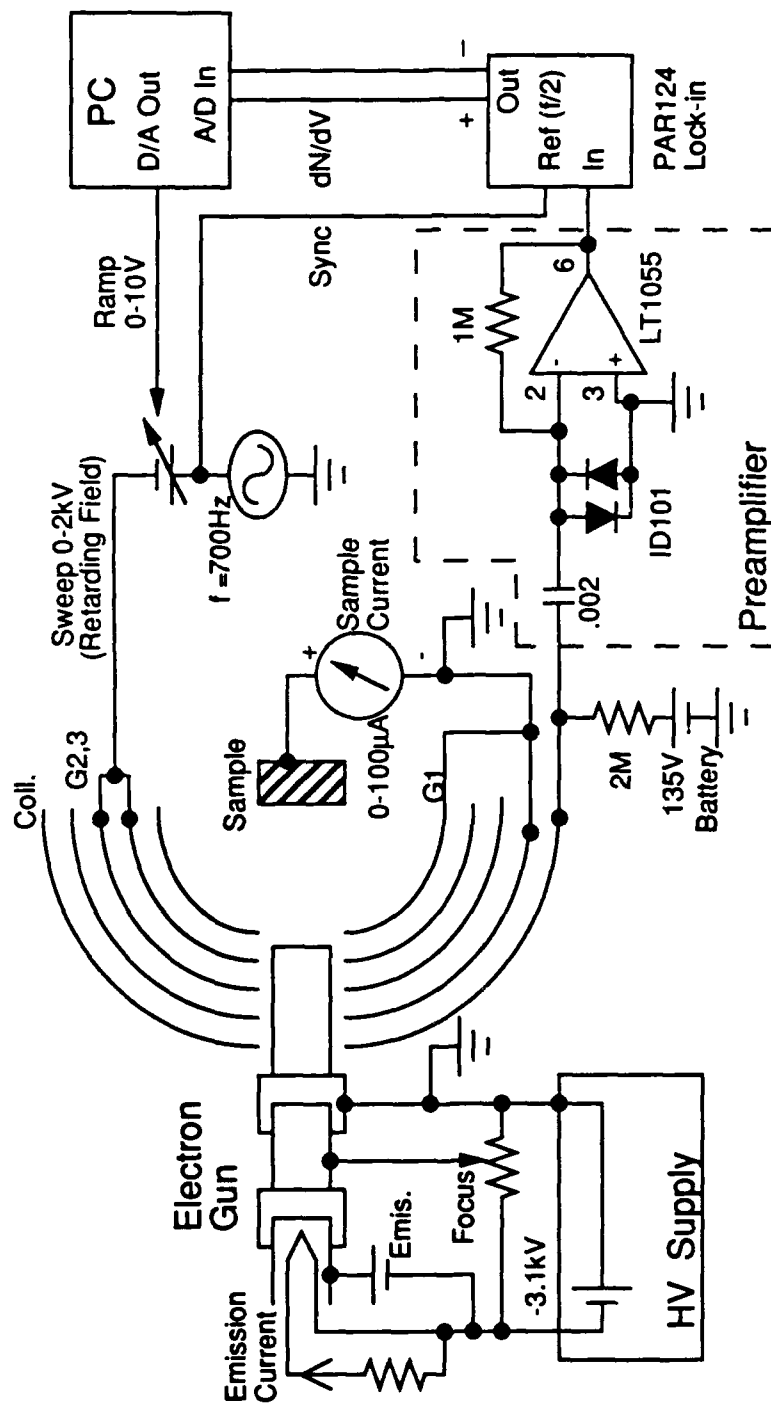 PC
D/A Out
A/D In
Ramp
0-10V
Sync
dN/dV
+
-
Out
Ref (f/2)
In
PAR124
Lock-in
Sweep 0-2kV
(Retarding Field)
f =700Hz
Coll.
G2,3
Sample
+
Sample
Current
-
0-100µA
G1
1M
2
-
3
+
6
LT1055
ID101
.002
Preamplifier
2M
135V
Battery
Electron
Gun
Emission
Current
Emis.
Focus
-3.1kV
HV Supply